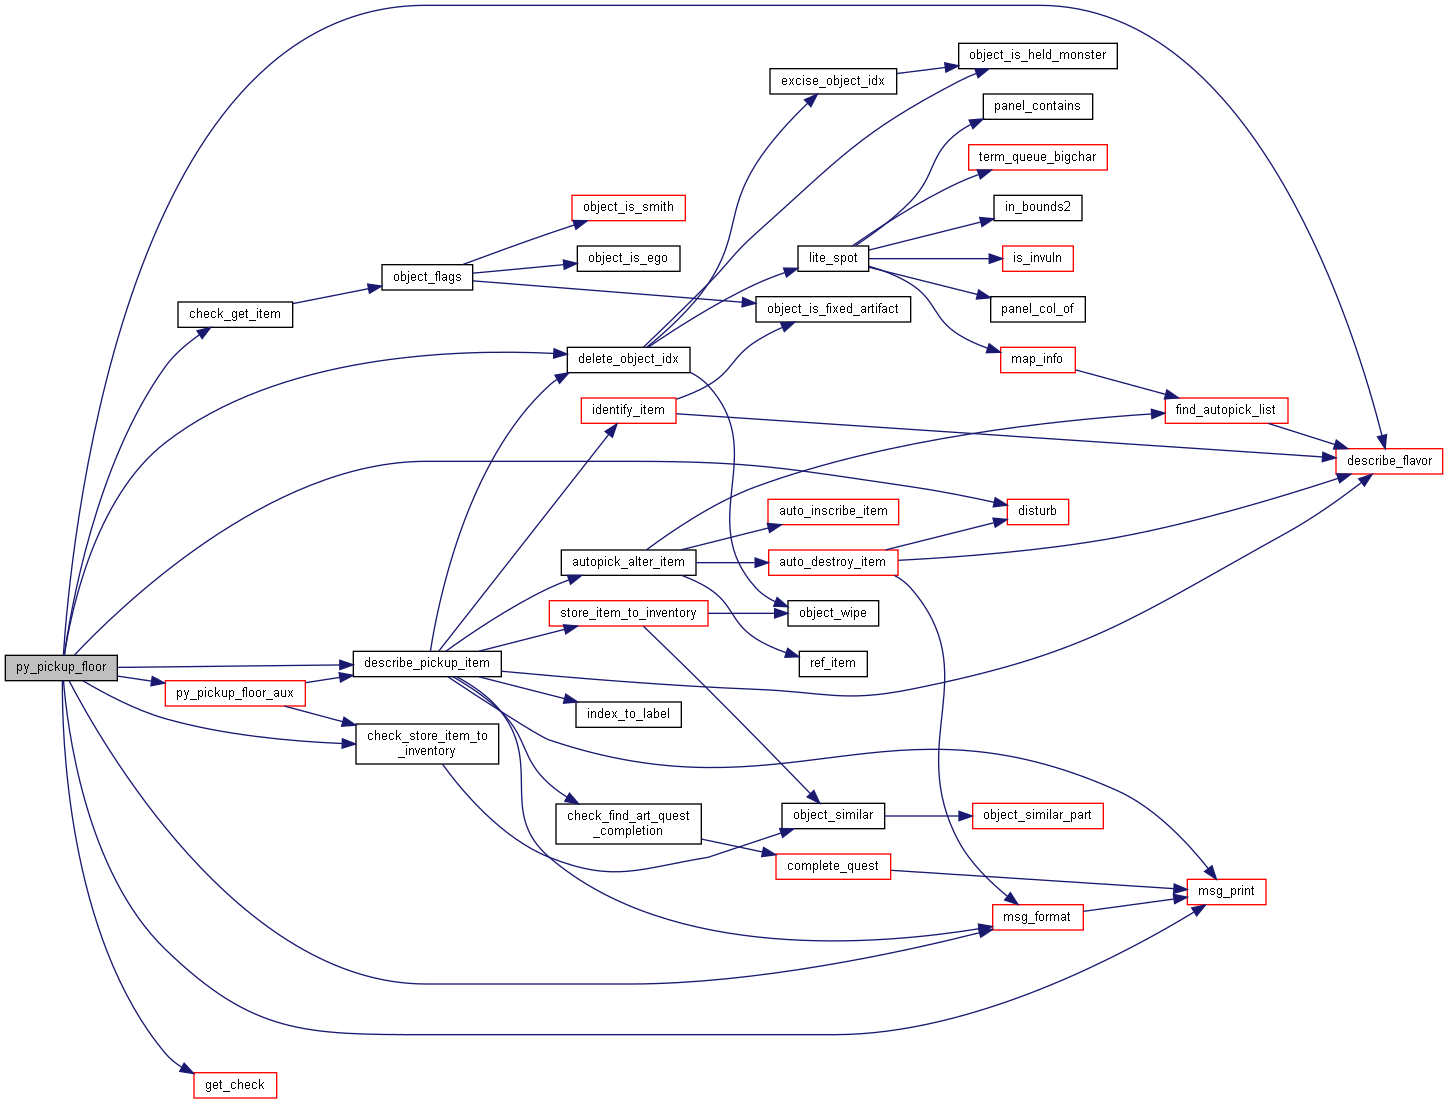 object_is_held_monster
excise_object_idx
panel_contains
term_queue_bigchar
object_is_smith
in_bounds2
object_is_ego
lite_spot
is_invuln
object_flags
object_is_fixed_artifact
panel_col_of
check_get_item
delete_object_idx
map_info
identify_item
find_autopick_list
describe_flavor
auto_inscribe_item
disturb
autopick_alter_item
auto_destroy_item
store_item_to_inventory
object_wipe
py_pickup_floor
describe_pickup_item
ref_item
py_pickup_floor_aux
index_to_label
check_store_item_to
_inventory
check_find_art_quest
_completion
object_similar
object_similar_part
complete_quest
msg_print
msg_format
get_check